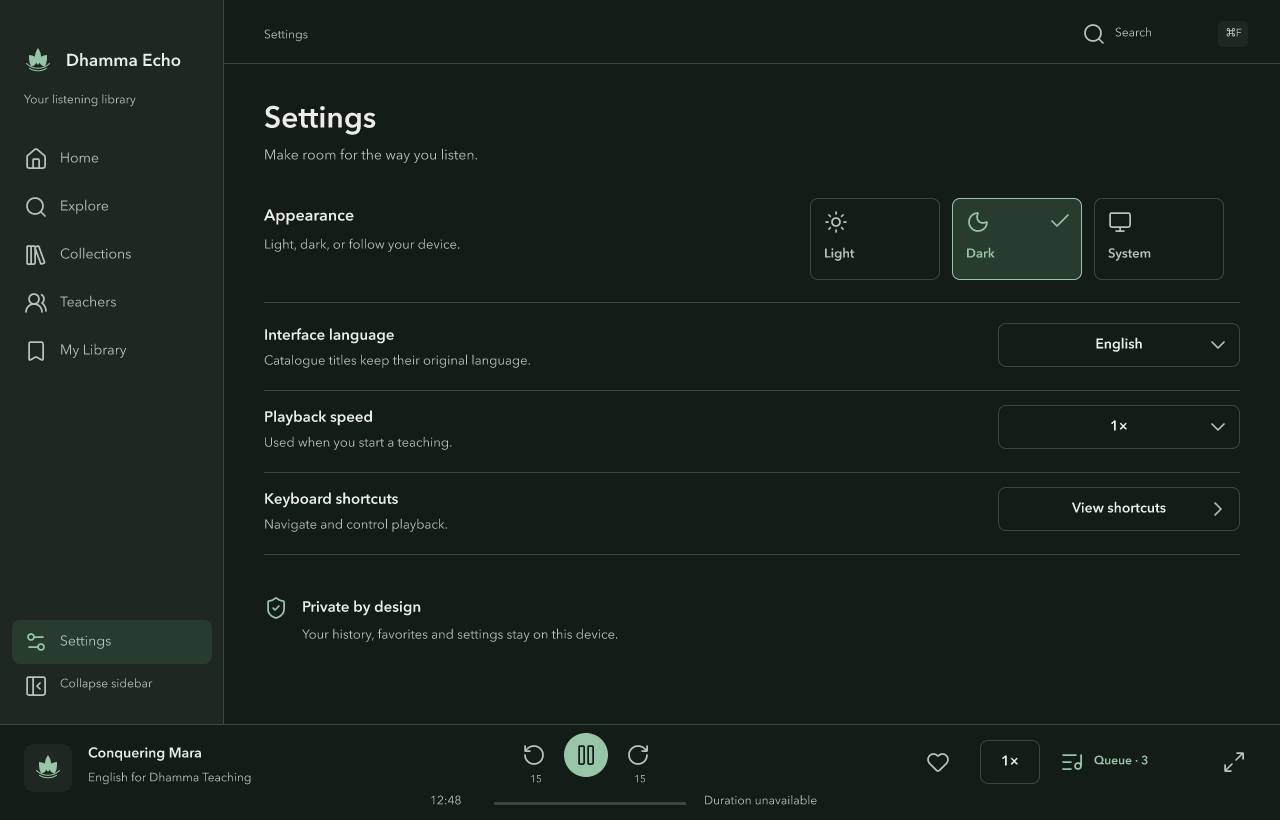 Dhamma Echo
Your listening library
Home
Explore
Collections
Teachers
My Library
Settings
Collapse sidebar
Settings
Search
⌘F
Settings
Make room for the way you listen.
Appearance
Light, dark, or follow your device.
Light
Dark
System
Interface language
Catalogue titles keep their original language.
English
Playback speed
Used when you start a teaching.
1×
Keyboard shortcuts
Navigate and control playback.
View shortcuts
Private by design
Your history, favorites and settings stay on this device.
Conquering Mara
English for Dhamma Teaching
15
15
12:48
Duration unavailable
1×
Queue · 3